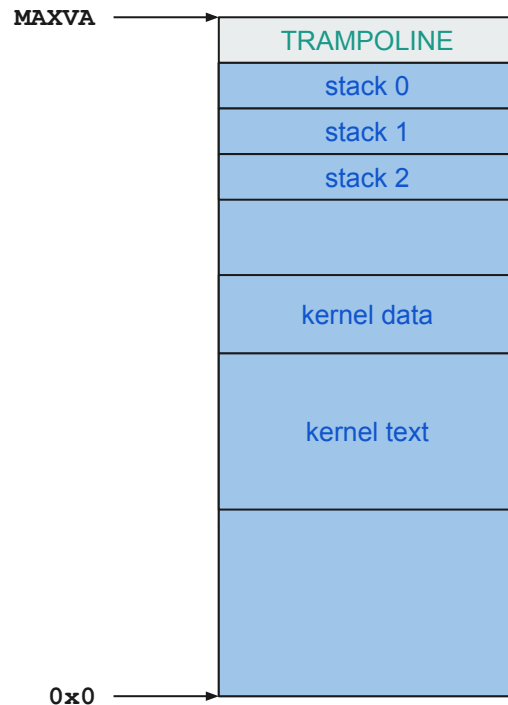 MAXVA
TRAMPOLINE
stack 0
stack 1
stack 2
kernel data
kernel text
0x0